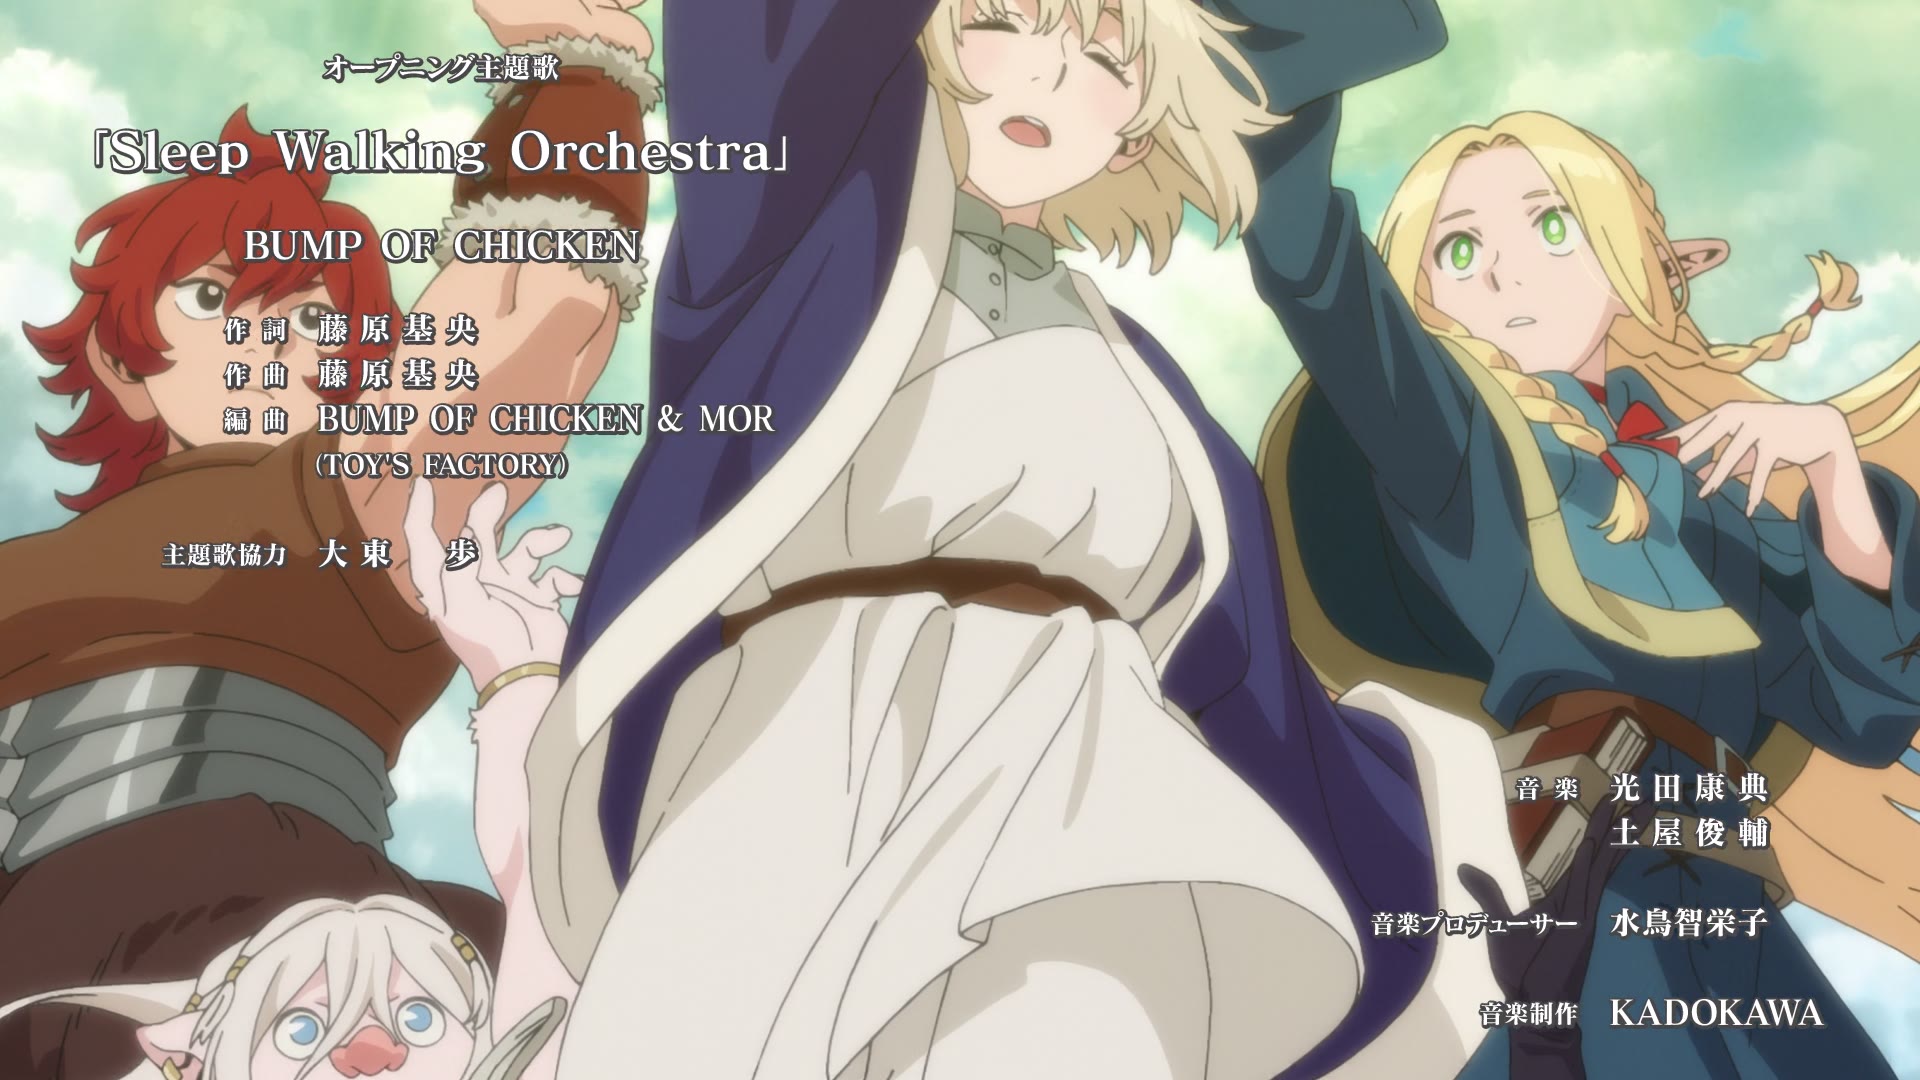 オープニング主題歌
「Sleep Walking Orchestra」
BUMP OF CHICKEN
作詞 藤原基央
作曲 藤原基央
編曲 BUMP OF CHICKEN & MOR
(TOY'S FACTORY)
主題歌協力 大東 歩
音楽 光田康典
土屋俊輔
音楽プロデューサー 水鳥智栄子
音楽制作 KADOKAWA